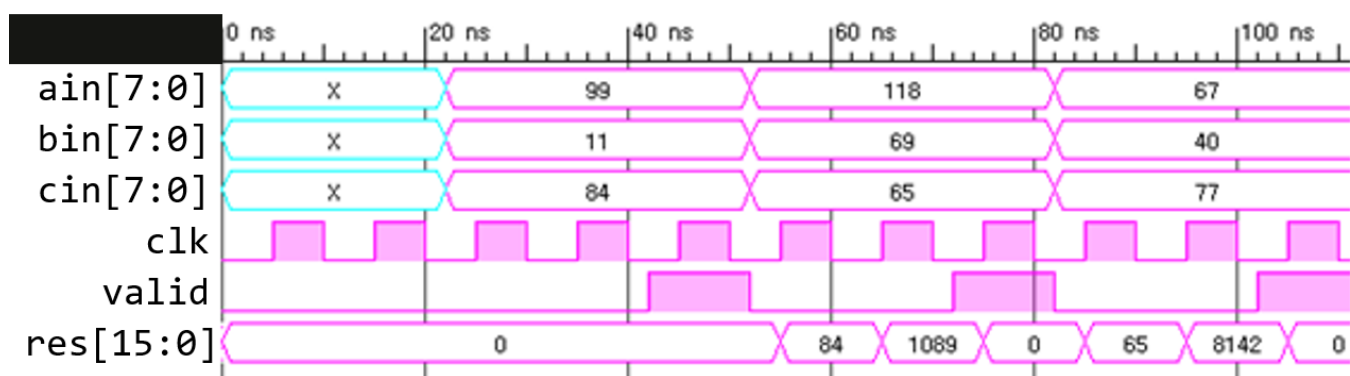 0 ns 20 ns 40 ns 60 ns 80 ns 100 ns
ain[7:0] X 99 118 67
bin[7:0] X 11 69 40
cin[7:0] X 84 65 77
clk
valid
res[15:0] 0 84 1089 0 65 8142 0